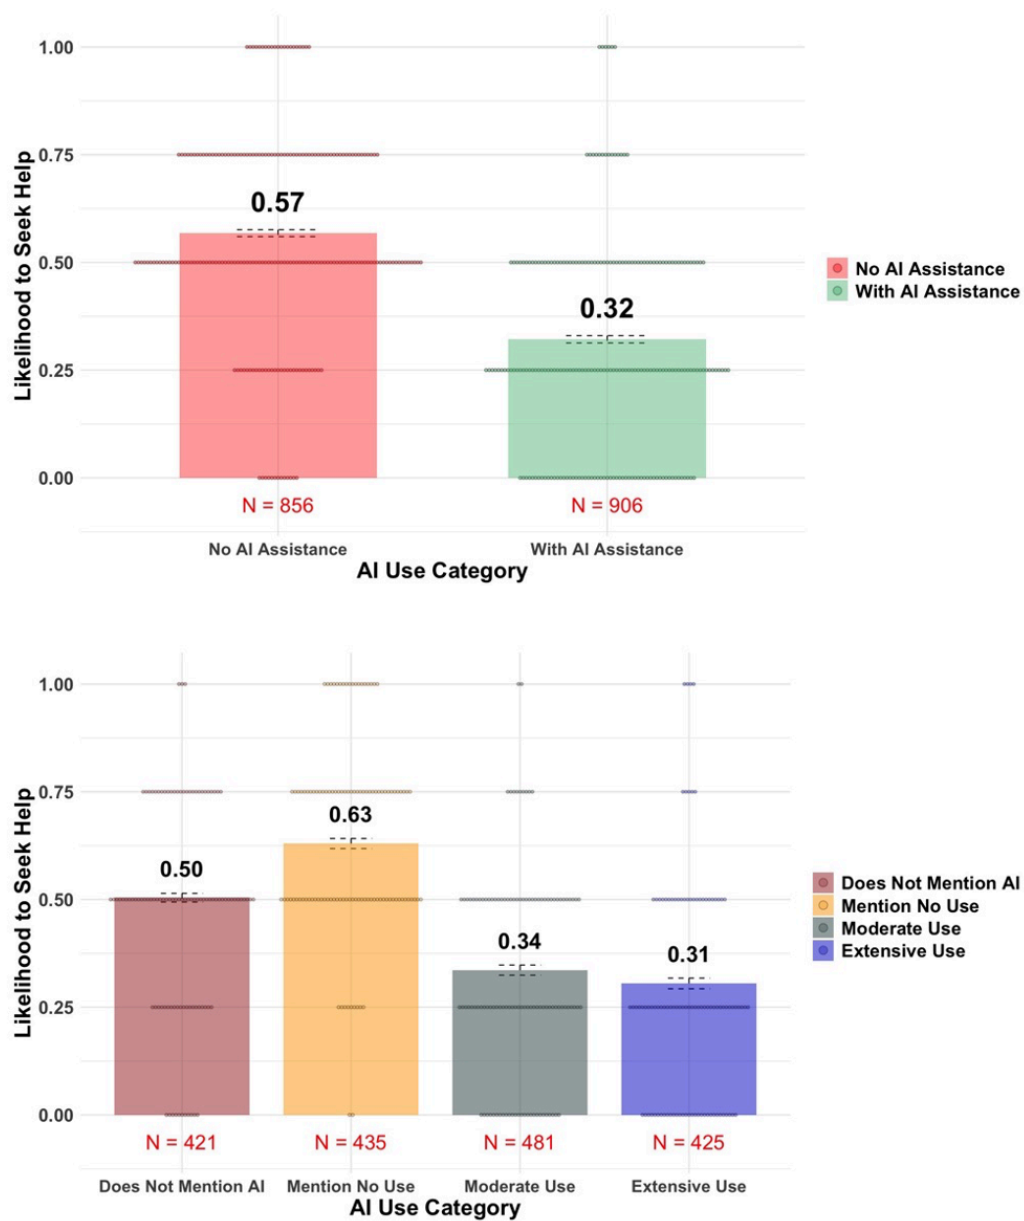 1.00
0.75
0.57
0.50
0.32
0.25
0.00
N = 856
N = 906
No AI Assistance
With AI Assistance
AI Use Category
Likelihood to Seek Help
No AI Assistance
With AI Assistance
1.00
0.75
0.63
0.50
0.50
0.34
0.31
0.25
0.00
N = 421
N = 435
N = 481
N = 425
Does Not Mention AI
Mention No Use
Moderate Use
Extensive Use
AI Use Category
Likelihood to Seek Help
Does Not Mention AI
Mention No Use
Moderate Use
Extensive Use